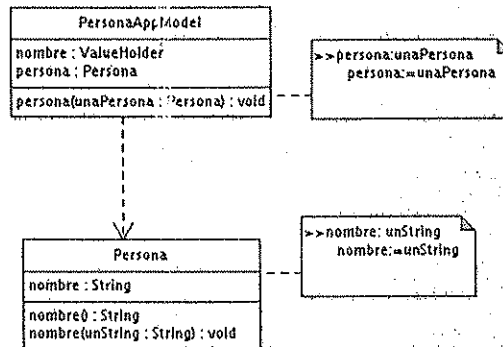 PersonaAppModel
nombre : ValueHolder
persona : Persona
persona(unaPersona : Persona) : void
>>persona:unaPersona
persona:=unaPersona
Persona
nombre : String
nombre() : String
nombre(unString : String) : void
>>nombre: unString
nombre:=unString